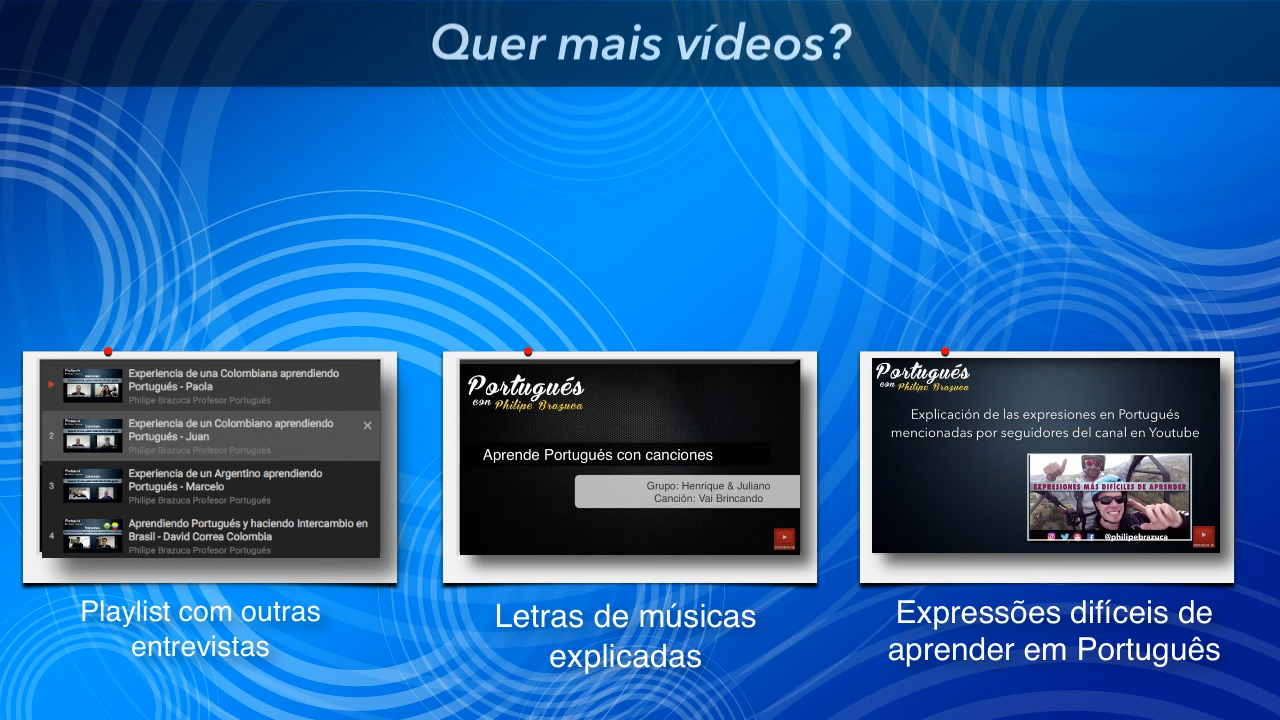 Quer mais vídeos?
Experiencia de una Colombiana aprendiendo
Portugués - Paola
Philipe Brazuca Profesor Portugués
2
Experiencia de un Colombiano aprendiendo
Portugués - Juan
Philipe Brazuca Profesor Portugués
3
Experiencia de un Argentino aprendiendo
Portugués - Marcelo
Philipe Brazuca Profesor Portugués
4
Aprendiendo Portugués y haciendo Intercambio en
Brasil - David Correa Colombia
Philipe Brazuca Profesor Portugués
Playlist com outras
entrevistas
Portugués
con Philipe Brazuca
Aprende Portugués con canciones
Grupo: Henrique & Juliano
Canción: Vai Brincando
Letras de músicas
explicadas
Portugués
con Philipe Brazuca
Explicación de las expresiones en Portugués
mencionadas por seguidores del canal en Youtube
EXPRESIONES MÁS DIFÍCILES DE APRENDER
@philipebrazuca
Expressões difíceis de
aprender em Português